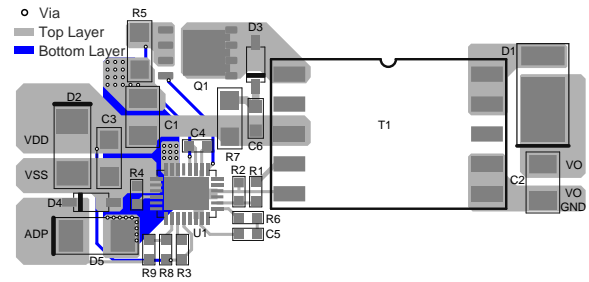 Via
Top Layer
Bottom Layer
R5
D3
D1
Q1
D2
C3
C1
C4
C6
T1
VDD
R7
VSS
R4
R2
R1
VO
C2
D4
VO
GND
ADP
U1
R6
C5
D5
R9
R8
R3